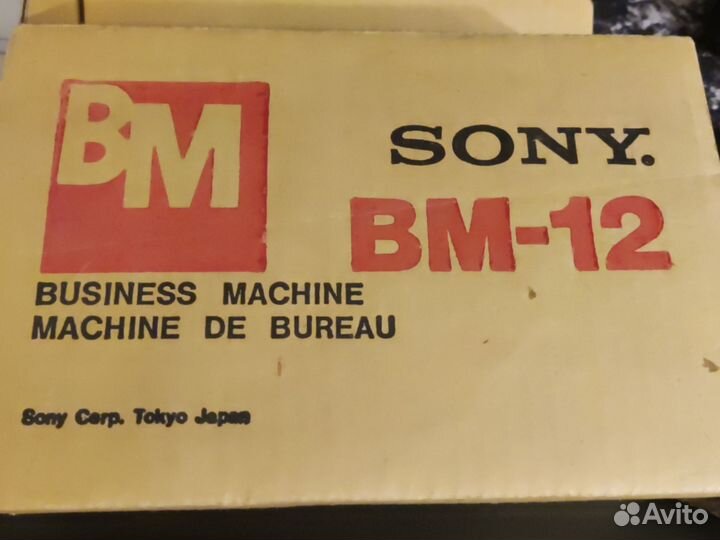 BM
SONY.
BM-12
BUSINESS MACHINE
MACHINE DE BUREAU
Sony Corp. Tokyo Japan
Avito